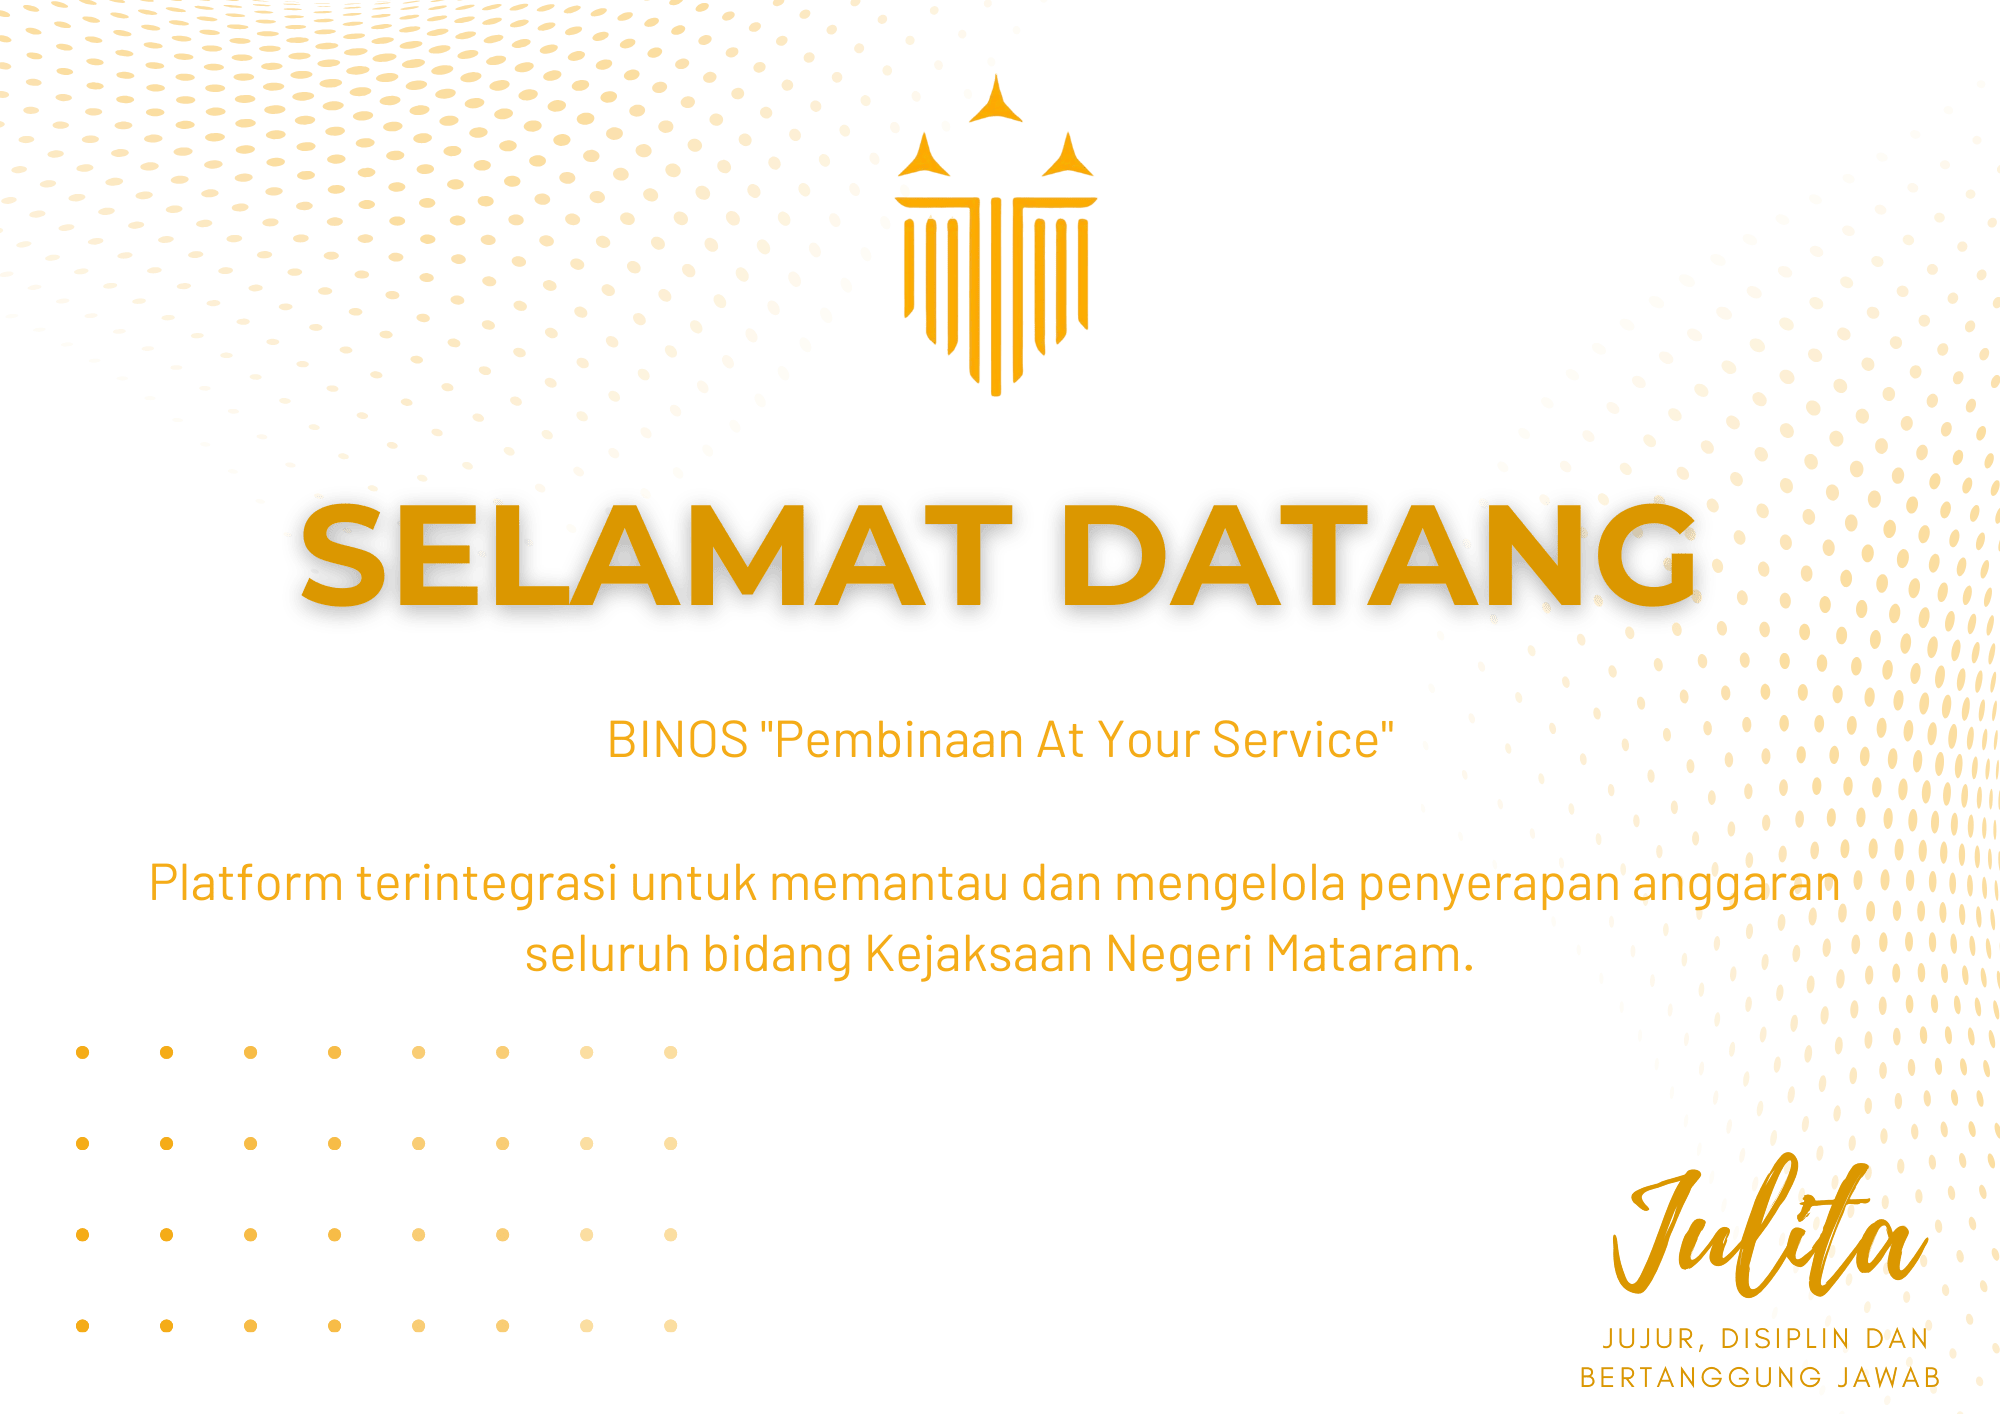 SELAMAT DATANG
BINOS "Pembinaan At Your Service"
Platform terintegrasi untuk memantau dan mengelola penyerapan anggaran
seluruh bidang Kejaksaan Negeri Mataram.
Julita
JUJUR, DISIPLIN DAN
BERTANGGUNG JAWAB